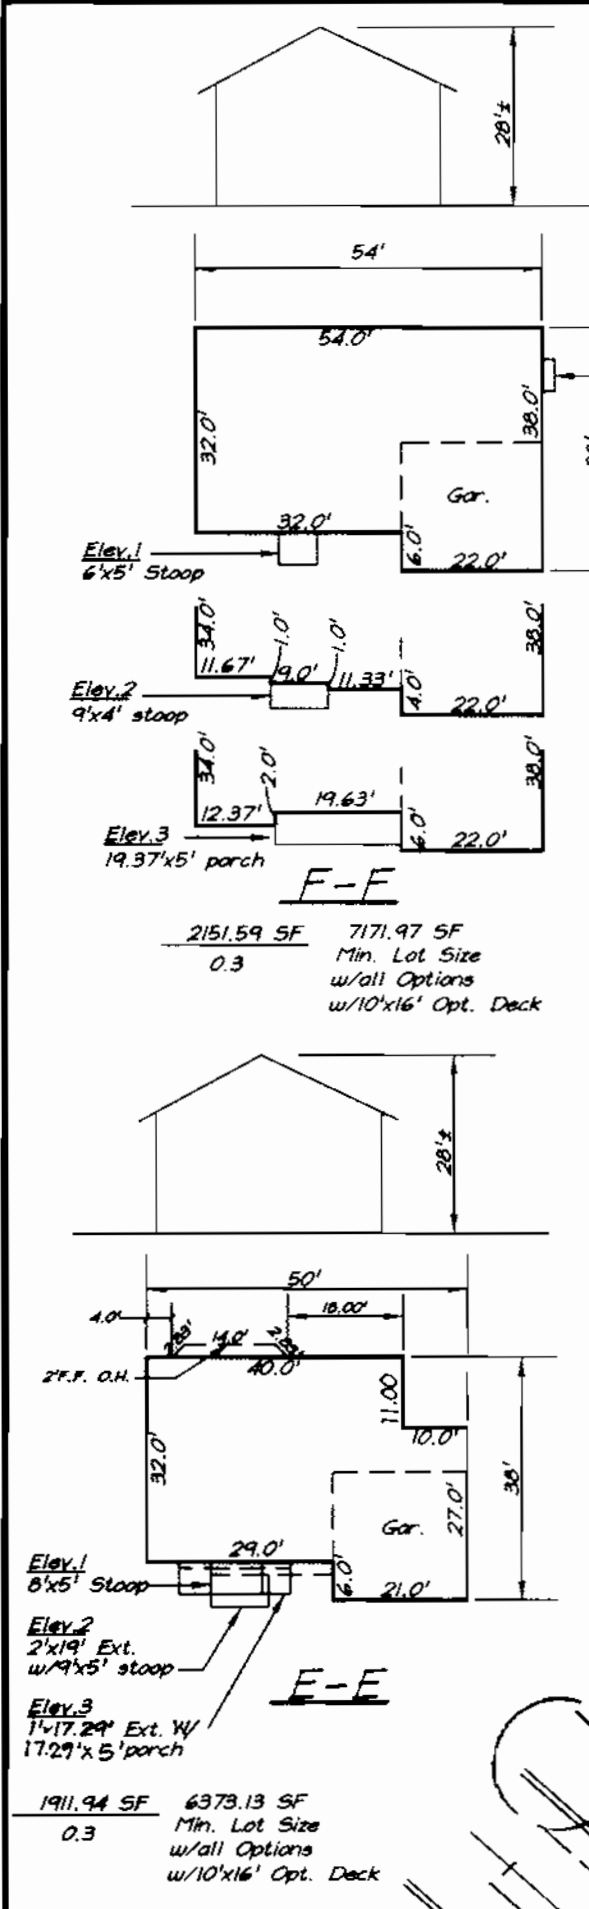 28'±
54'
54.0'
32.0'
38.0'
Gar.
32.0'
6.0'
22.0'
Elev.1
6'x5' Stoop
34.0'
11.67'
1.0'
9.0'
1.0'
11.33'
4.0'
22.0'
38.0'
Elev.2
9'x4' stoop
34.0'
12.37'
2.0'
19.63'
6.0'
22.0'
38.0'
Elev.3
19.37'x5' porch
F-F
2151.59 SF 7171.97 SF
0.3 Min. Lot Size
w/all Options
w/10'x16' Opt. Deck
28'±
50'
4.0'
18.00'
2.83'
14.0'
40.0'
2'F.F. O.H.
11.00
10.0'
32.0'
38'
27.0'
Gar.
29.0'
6.0'
21.0'
Elev.1
8'x5' Stoop
Elev.2
2'x19' Ext.
w/9'x5' stoop
Elev.3
1'x17.29' Ext. W/
17.29'x5' porch
E-E
1911.94 SF 6373.13 SF
0.3 Min. Lot Size
w/all Options
w/10'x16' Opt. Deck